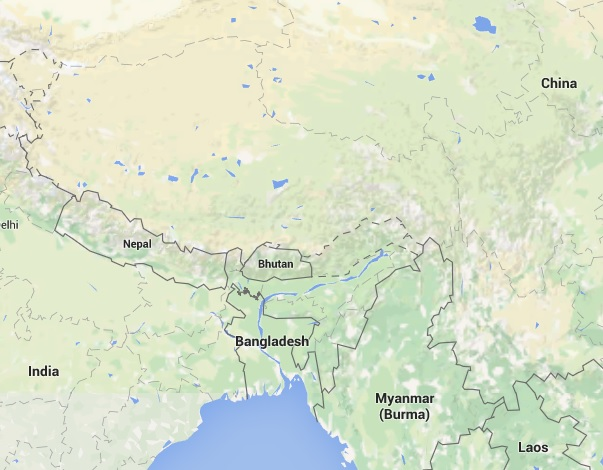 China
elhi
Nepal
Bhutan
Bangladesh
India
Myanmar
(Burma)
Laos